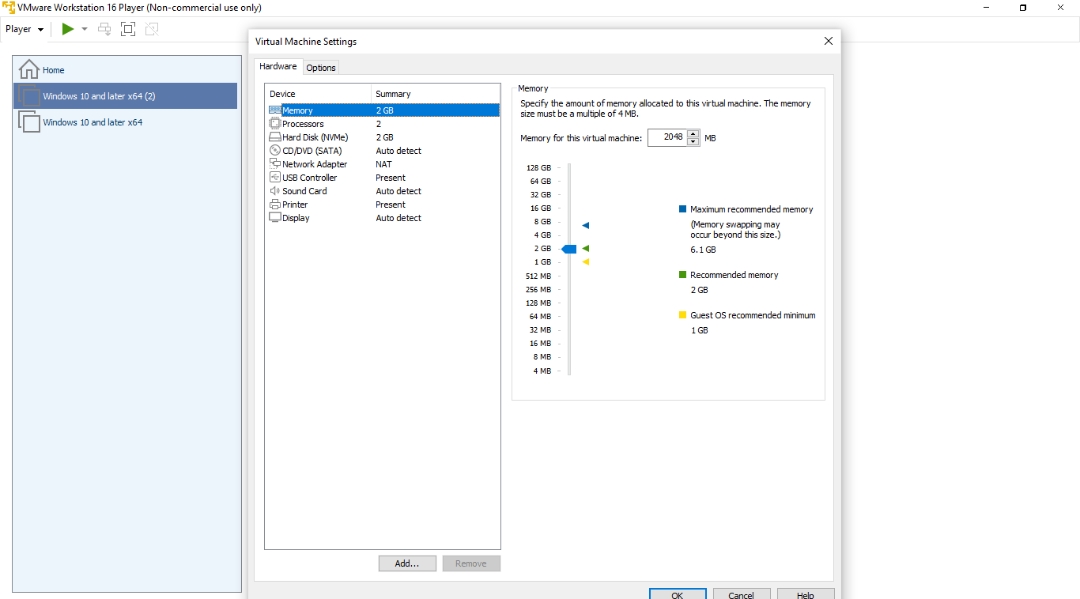 VMware Workstation 16 Player (Non-commercial use only)
Player
Home
Windows 10 and later x64 (2)
Windows 10 and later x64
Virtual Machine Settings
Hardware Options
Device Summary
Memory 2 GB
Processors 2
Hard Disk (NVMe) 2 GB
CD/DVD (SATA) Auto detect
Network Adapter NAT
USB Controller Present
Sound Card Auto detect
Printer Present
Display Auto detect
Add... Remove
Memory
Specify the amount of memory allocated to this virtual machine. The memory
size must be a multiple of 4 MB.
Memory for this virtual machine: 2048 MB
128 GB
64 GB
32 GB
16 GB
8 GB
4 GB
2 GB
1 GB
512 MB
256 MB
128 MB
64 MB
32 MB
16 MB
8 MB
4 MB
Maximum recommended memory
(Memory swapping may
occur beyond this size.)
6.1 GB
Recommended memory
2 GB
Guest OS recommended minimum
1 GB
OK Cancel Help